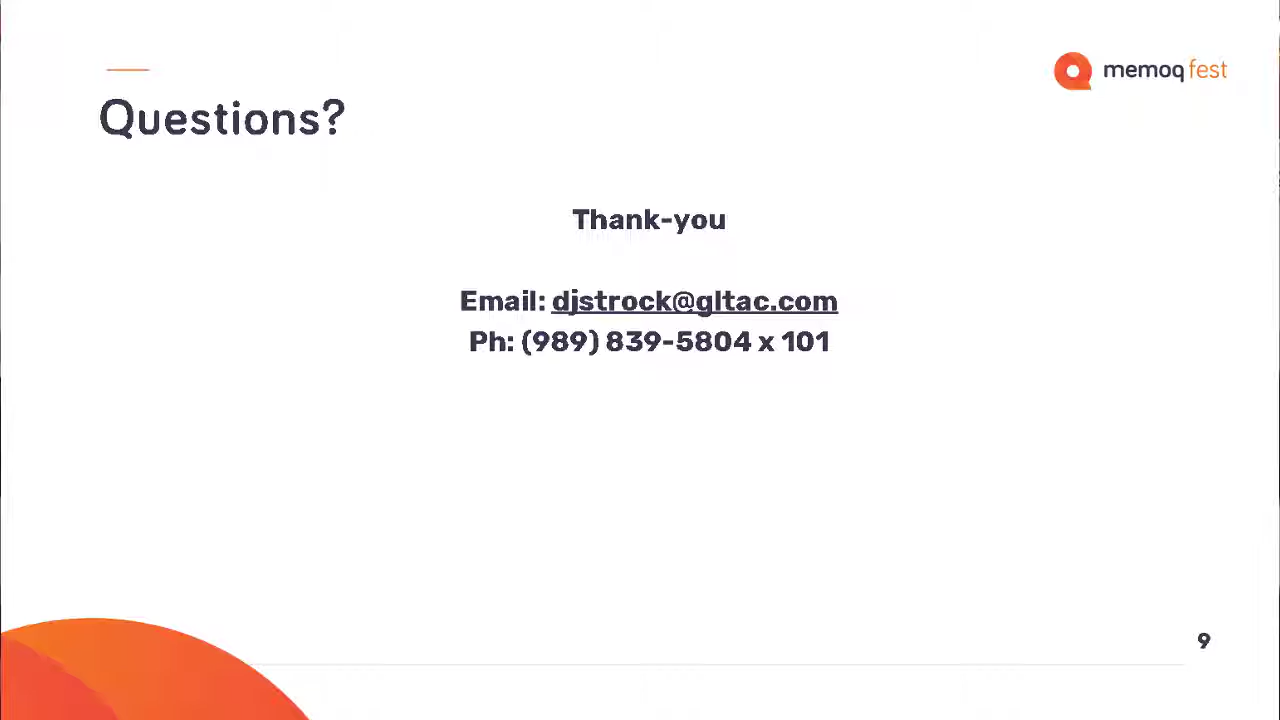 memoq fest
Questions?
Thank-you
Email: djstrock@gltac.com
Ph: (989) 839-5804 x 101
9